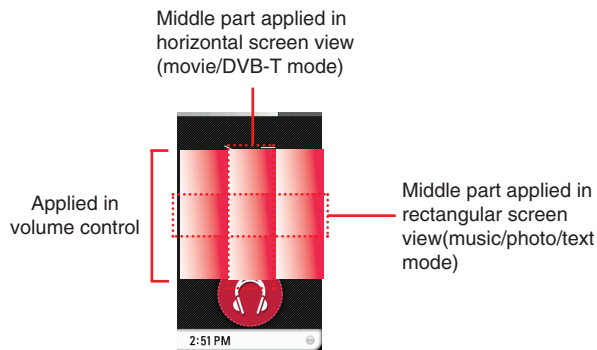 Middle part applied in
horizontal screen view
(movie/DVB-T mode)
Applied in
volume control
Middle part applied in
rectangular screen
view(music/photo/text
mode)
2:51 PM